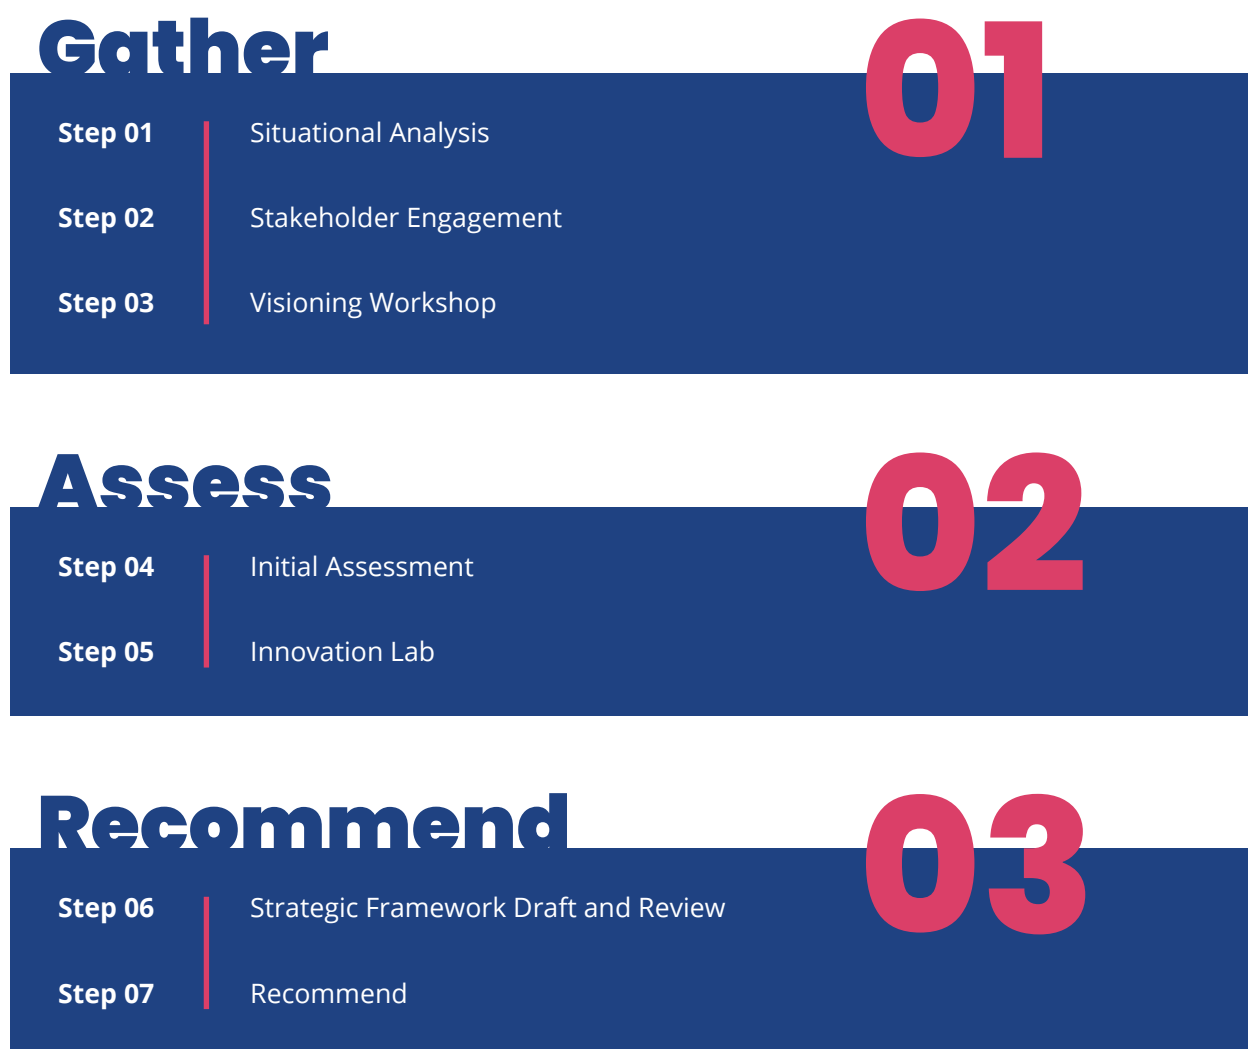 Gather
01
Step 01 Situational Analysis
Step 02 Stakeholder Engagement
Step 03 Visioning Workshop
Assess
02
Step 04 Initial Assessment
Step 05 Innovation Lab
Recommend
03
Step 06 Strategic Framework Draft and Review
Step 07 Recommend